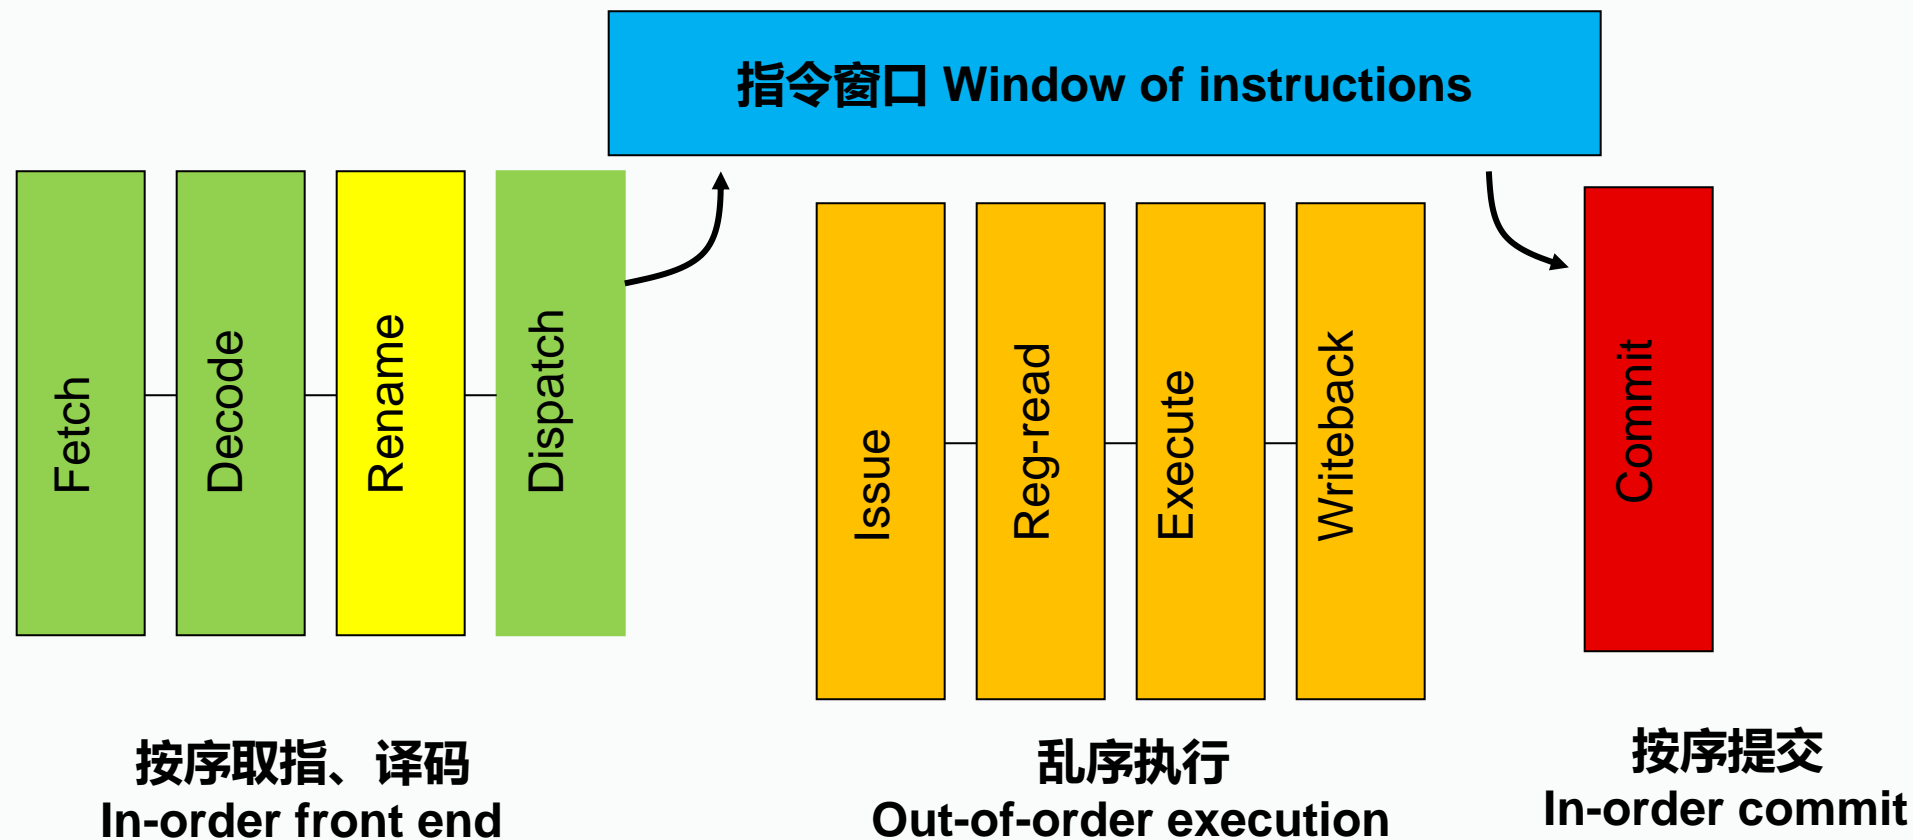 指令窗口 Window of instructions
Fetch
Decode
Rename
Dispatch
Issue
Reg-read
Execute
Writeback
Commit
按序取指、译码
In-order front end
乱序执行
Out-of-order execution
按序提交
In-order commit